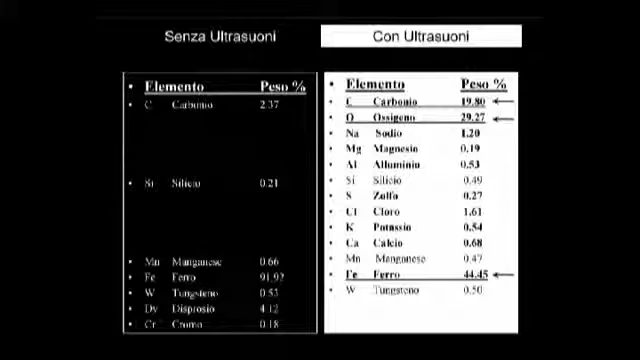 Senza Ultrasuoni
• Elemento Peso %
• C Carbonio 2.37
• Si Silicio 0.21
• Mn Manganese 0.66
• Fe Ferro 91.92
• W Tungsteno 0.53
• Dy Disprosio 4.12
• Cr Cromo 0.18
Con Ultrasuoni
• Elemento Peso %
• C Carbonio 19.80
• O Ossigeno 29.27
• Na Sodio 1.20
• Mg Magnesio 0.19
• Al Alluminio 0.53
• Si Silicio 0.49
• S Zolfo 0.27
• Cl Cloro 1.61
• K Potassio 0.54
• Ca Calcio 0.68
• Mn Manganese 0.47
• Fe Ferro 44.45
• W Tungsteno 0.50